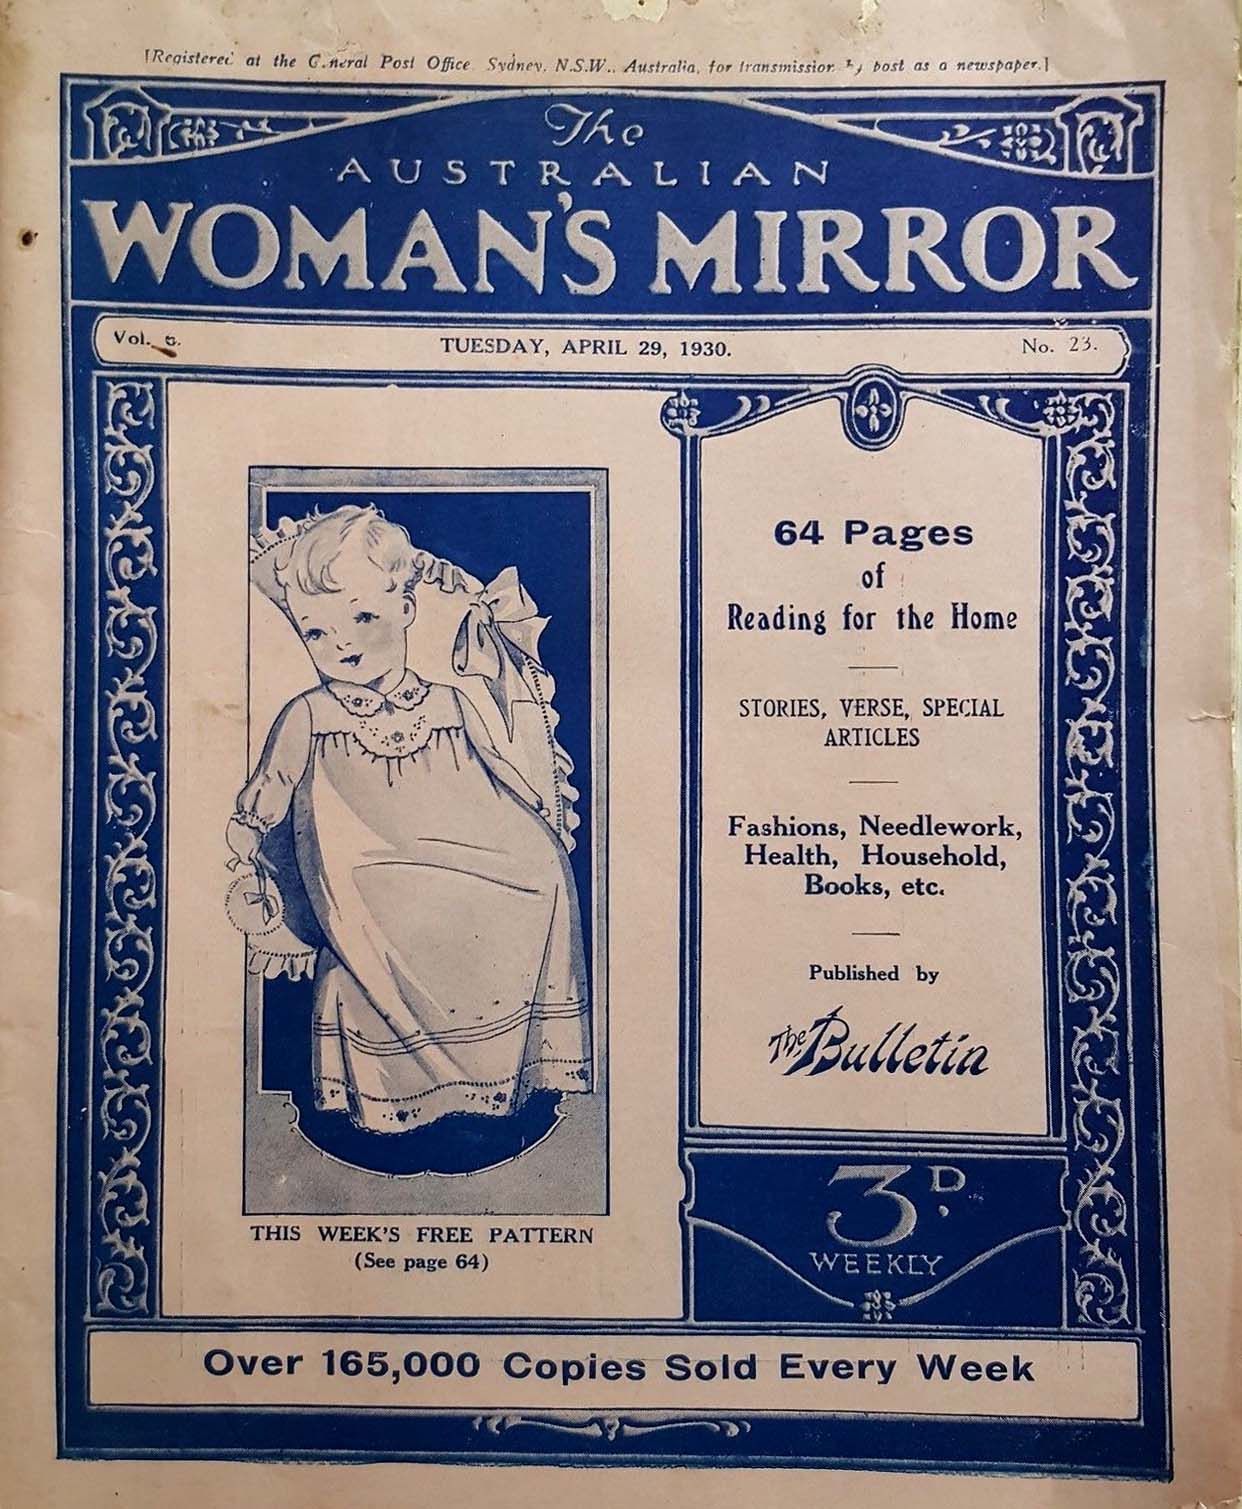 [Registered at the General Post Office, Sydney, N.S.W., Australia, for transmission by post as a newspaper.]
The
AUSTRALIAN
WOMAN'S MIRROR
Vol. 6.
TUESDAY, APRIL 29, 1930.
No. 23.
64 Pages
of
Reading for the Home
STORIES, VERSE, SPECIAL
ARTICLES
Fashions, Needlework,
Health, Household,
Books, etc.
Published by
The Bulletin
3D.
WEEKLY
THIS WEEK'S FREE PATTERN
(See page 64)
Over 165,000 Copies Sold Every Week